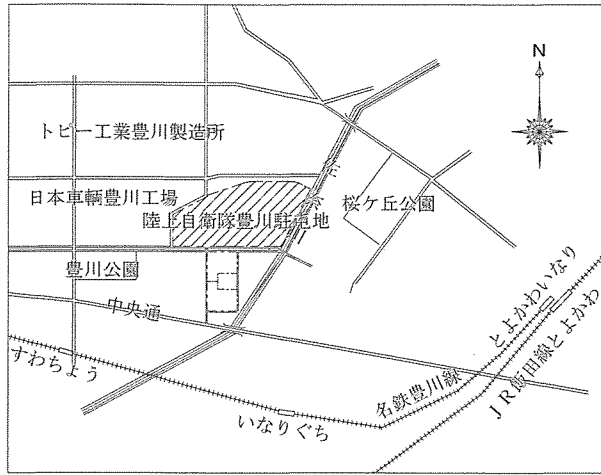 N
トピー工業豊川製造所
日本車輌豊川工場
陸上自衛隊豊川駐屯地
桜ケ丘公園
豊川公園
中央通
とよかわいなり
すわちょう
名鉄豊川線
JR飯田線とよかわ
いなりぐち